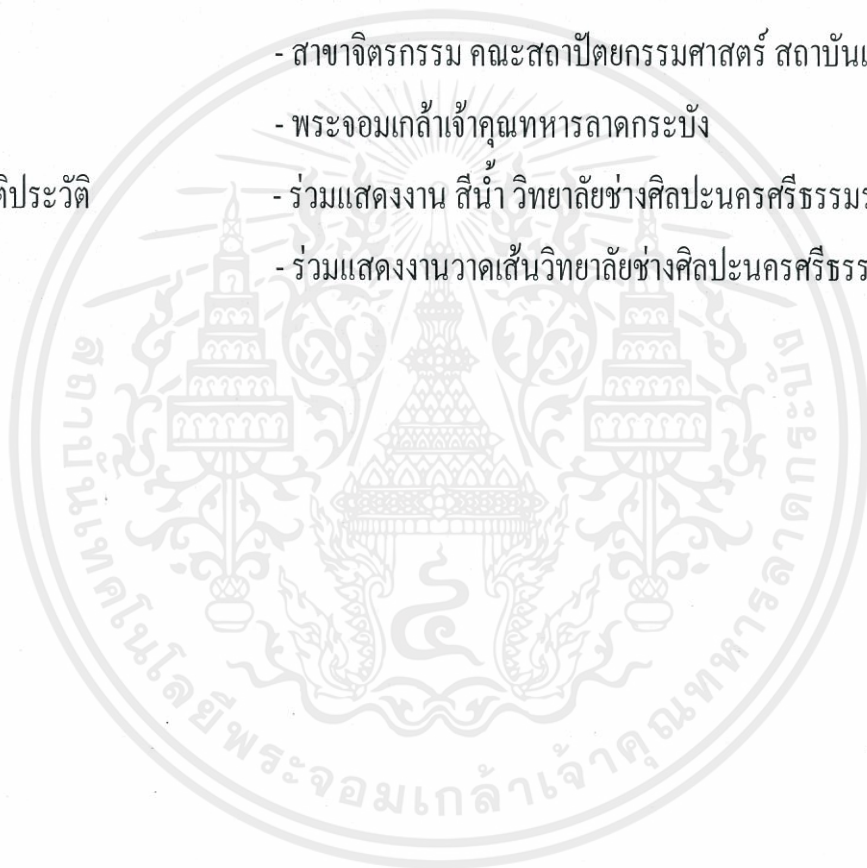 - สาขาจิตรกรรม คณะสถาปัตยกรรมศาสตร์ สถาบันเ
- พระจอมเกล้าเจ้าคุณทหารลาดกระบัง
ติประวัติ - ร่วมแสดงงาน สีน้ำ วิทยาลัยช่างศิลปะนครศรีธรรมร
- ร่วมแสดงงานวาดเส้นวิทยาลัยช่างศิลปะนครศรีธรร
สถาบันเทคโนโลยีพระจอมเกล้าเจ้าคุณทหารลาดกระบัง